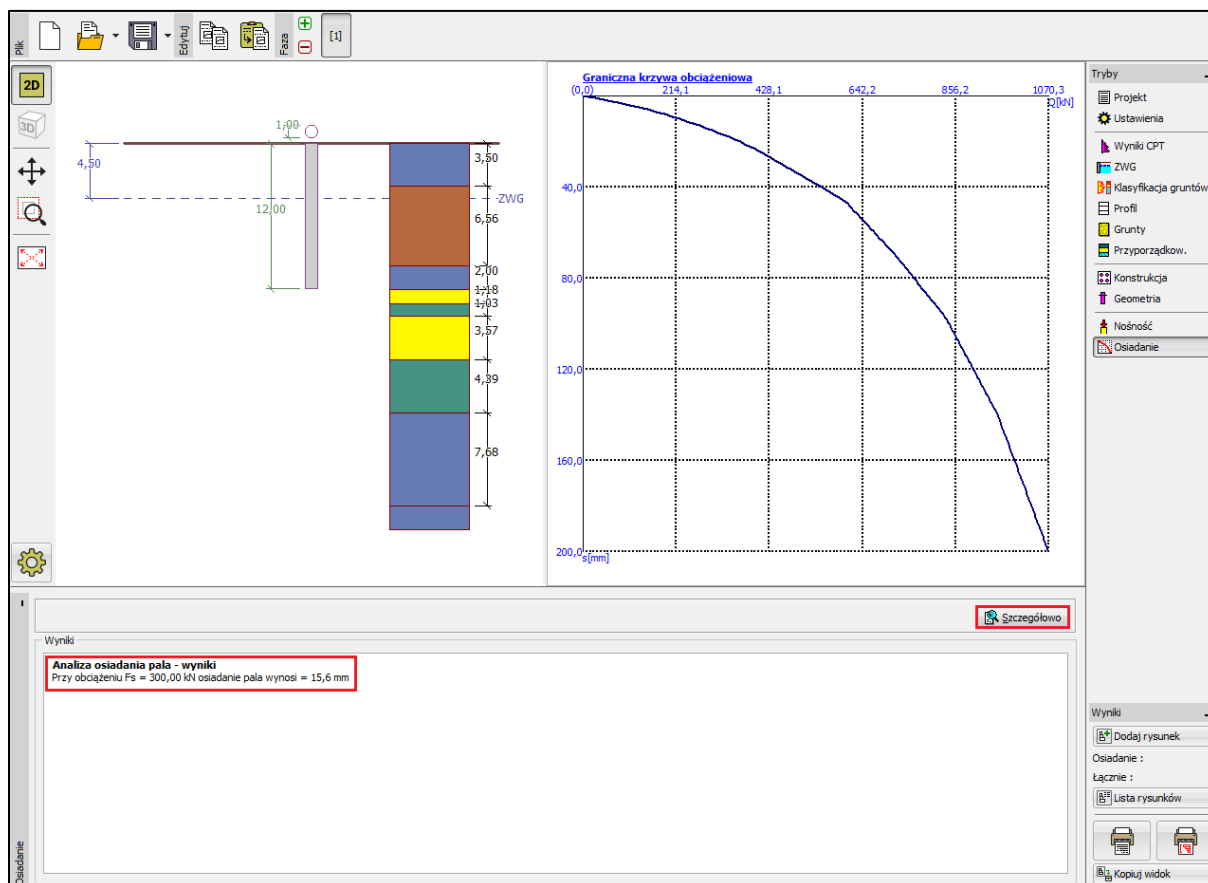 Plik
Edytuj
Faza
[1]
2D
3D
1,00
4,50
12,00
ZWG
3,50
6,56
2,00
1,18
1,03
3,57
4,39
7,68
Graniczna krzywa obciążeniowa
(0,0) 214,1 428,1 642,2 856,2 1070,3
Q[kN]
40,0
80,0
120,0
160,0
200,0
s[mm]
Tryby
Projekt
Ustawienia
Wyniki CPT
ZWG
Klasyfikacja gruntów
Profil
Grunty
Przyporządkow.
Konstrukcja
Geometria
Nośność
Osiadanie
Szczegółowo
Wyniki
Analiza osiadania pala - wyniki
Przy obciążeniu Fs = 300,00 kN osiadanie pala wynosi = 15,6 mm
Osiadanie
Wyniki
Dodaj rysunek
Osiadanie :
Łącznie :
Lista rysunków
Kopiuj widok